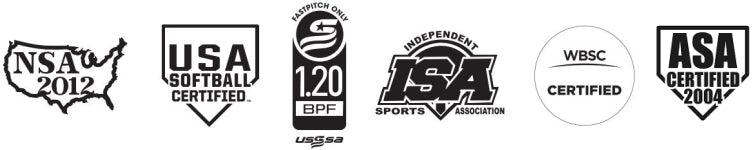 NSA
2012
USA
SOFTBALL
CERTIFIED™
FASTPITCH ONLY
1.20
BPF
usssa
INDEPENDENT
ISA
SPORTS ASSOCIATION
WBSC
CERTIFIED
ASA
CERTIFIED
2004